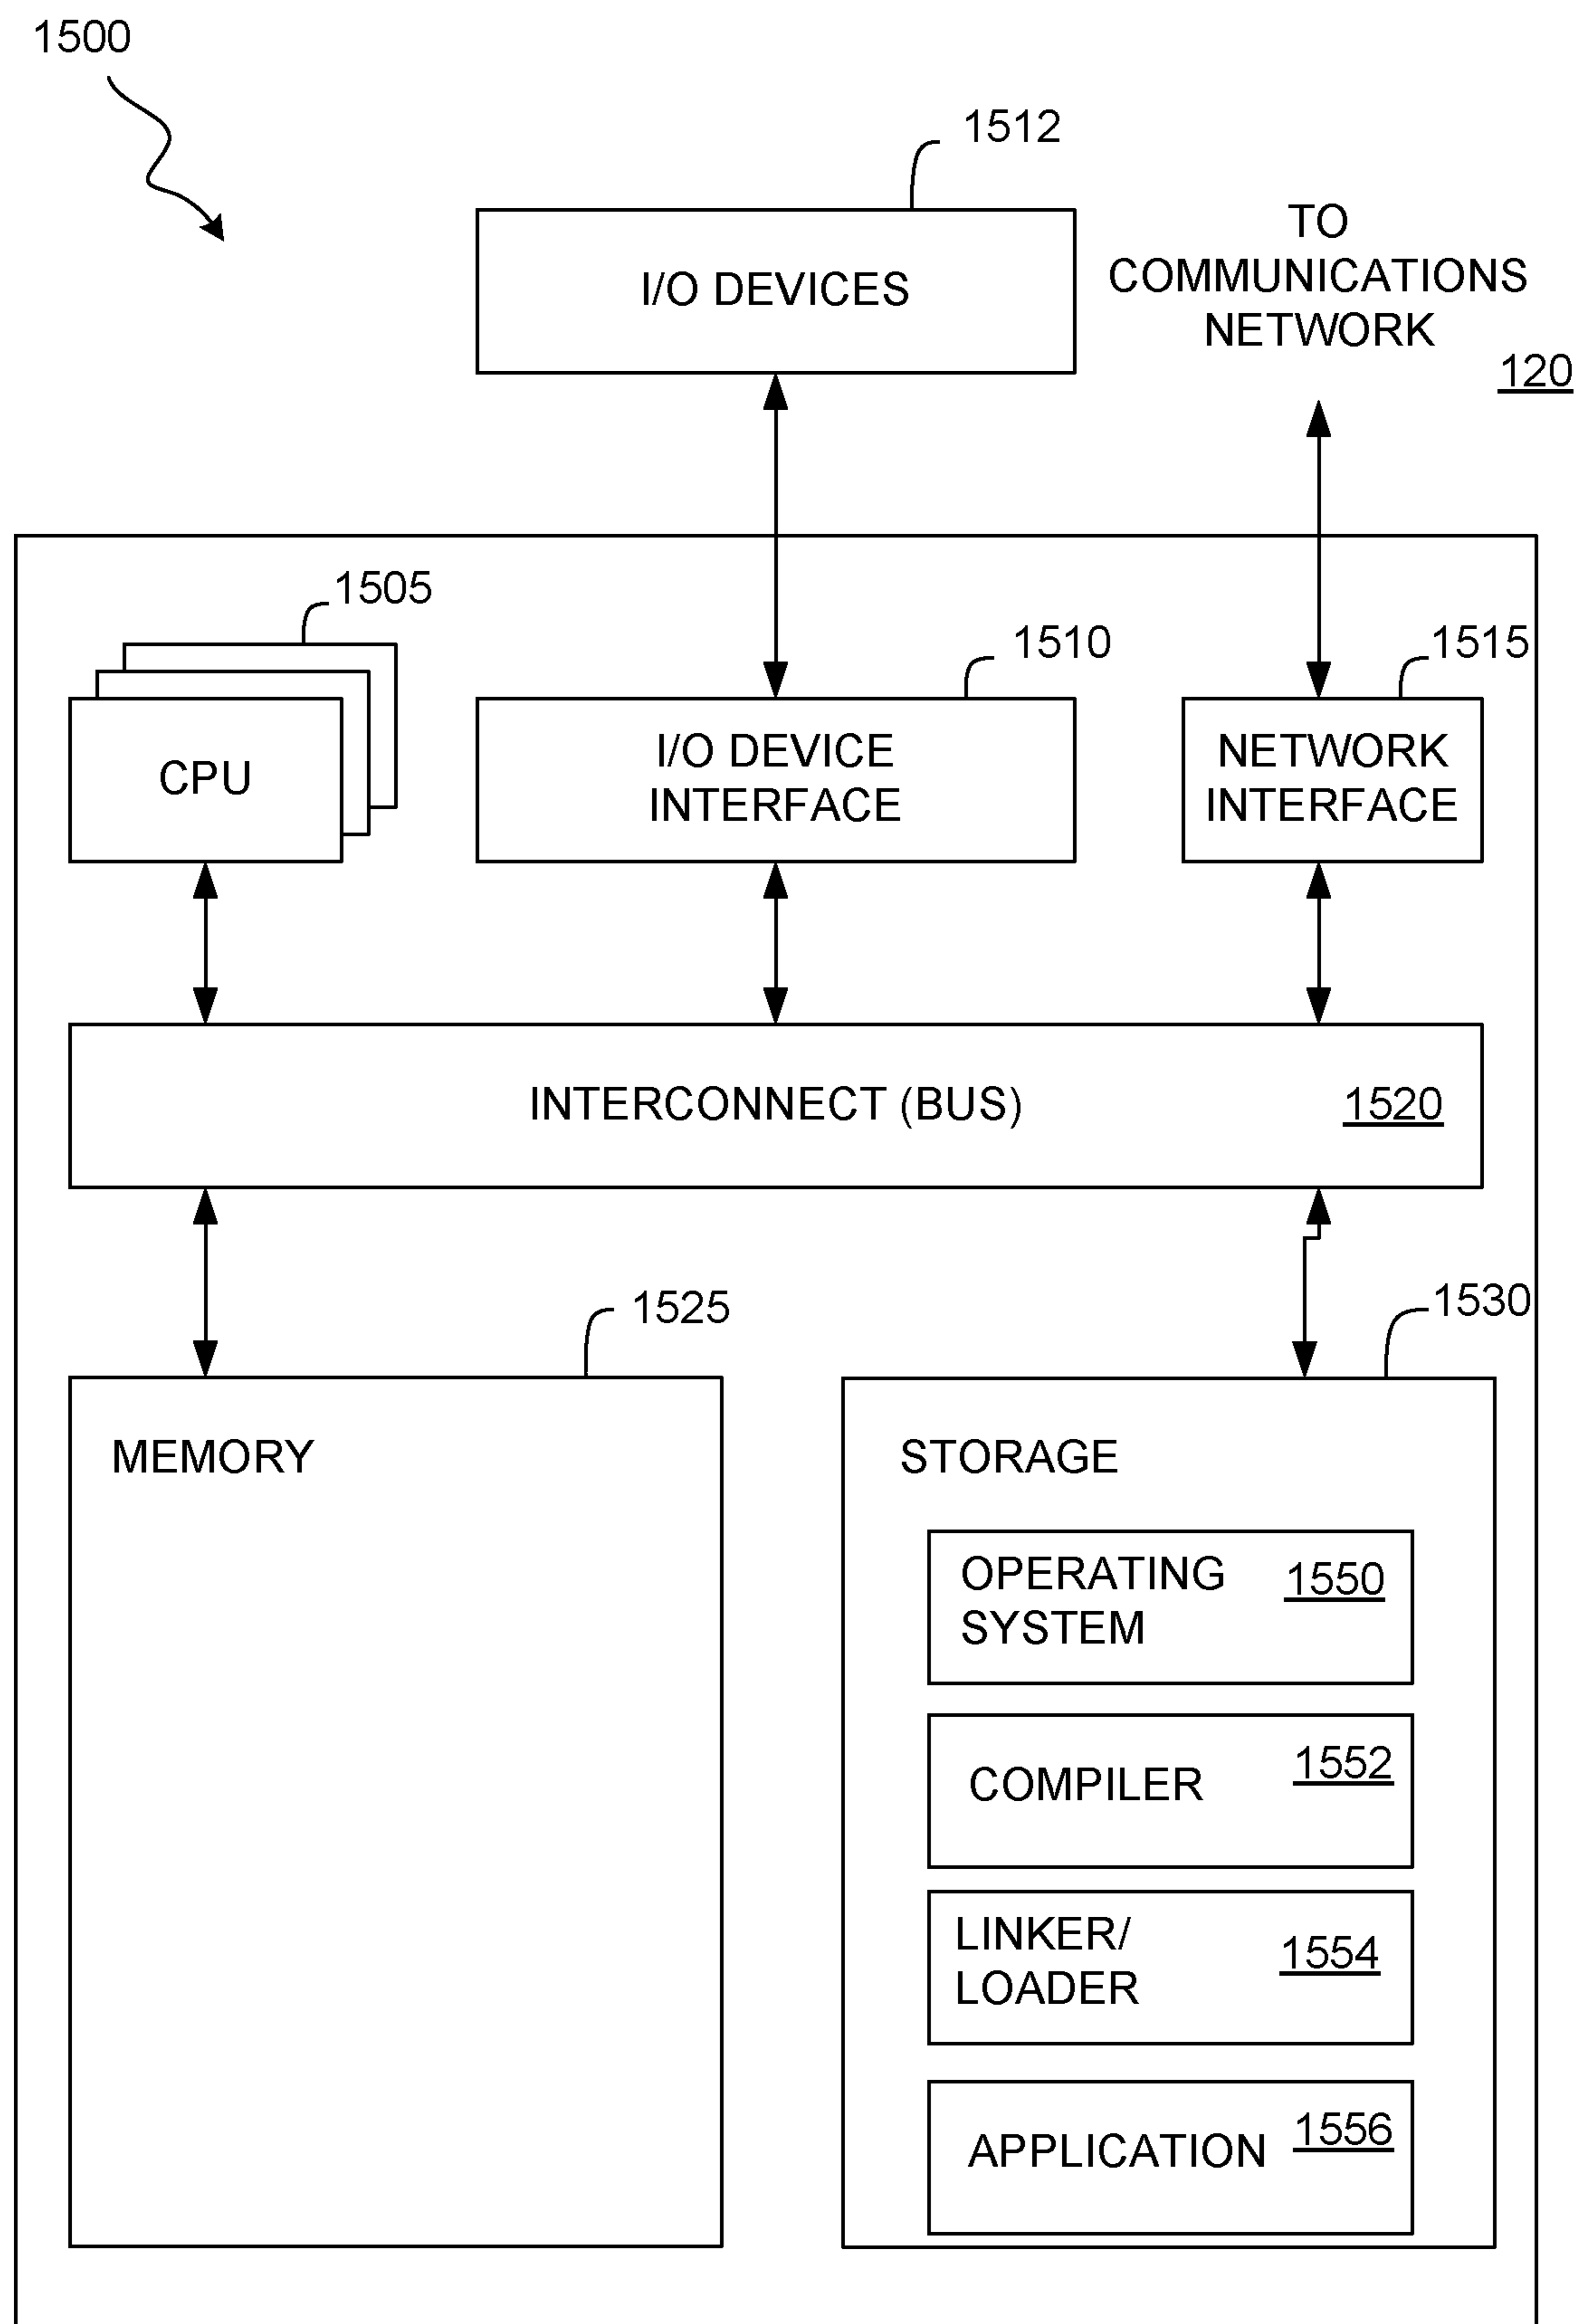 1500
1512
I/O DEVICES
TO
COMMUNICATIONS
NETWORK
120
1505
1510
1515
CPU
I/O DEVICE
INTERFACE
NETWORK
INTERFACE
INTERCONNECT (BUS)
1520
1525
1530
MEMORY
STORAGE
OPERATING
SYSTEM
1550
COMPILER
1552
LINKER/
LOADER
1554
APPLICATION
1556